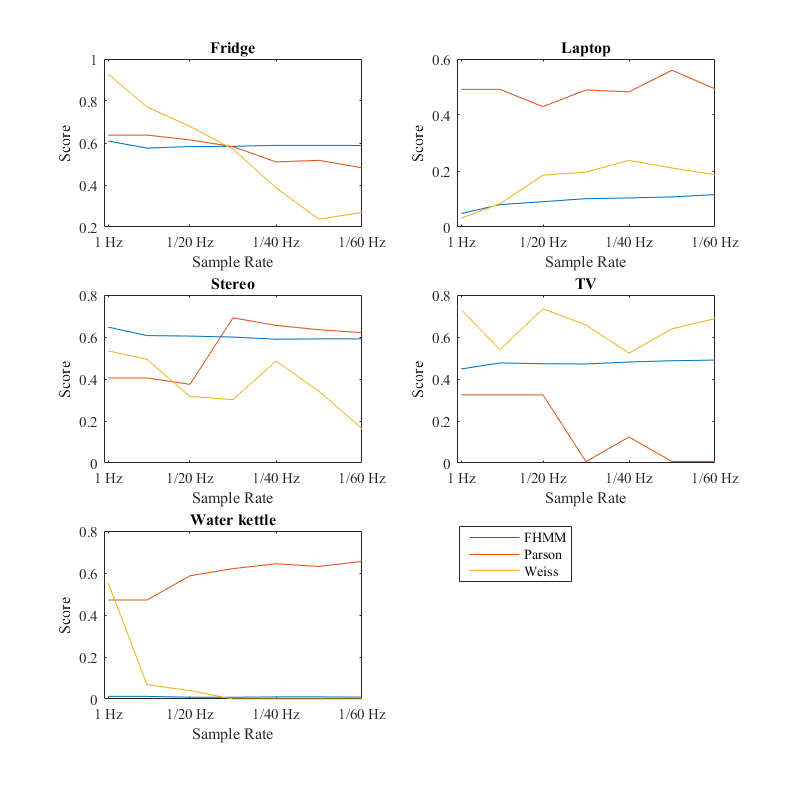 Fridge
1
0.8
0.6
0.4
0.2
Score
1 Hz 1/20 Hz 1/40 Hz 1/60 Hz
Sample Rate
Laptop
0.6
0.4
0.2
0
Score
1 Hz 1/20 Hz 1/40 Hz 1/60 Hz
Sample Rate
Stereo
0.8
0.6
0.4
0.2
0
Score
1 Hz 1/20 Hz 1/40 Hz 1/60 Hz
Sample Rate
TV
0.8
0.6
0.4
0.2
0
Score
1 Hz 1/20 Hz 1/40 Hz 1/60 Hz
Sample Rate
Water kettle
0.8
0.6
0.4
0.2
0
Score
1 Hz 1/20 Hz 1/40 Hz 1/60 Hz
Sample Rate
FHMM
Parson
Weiss